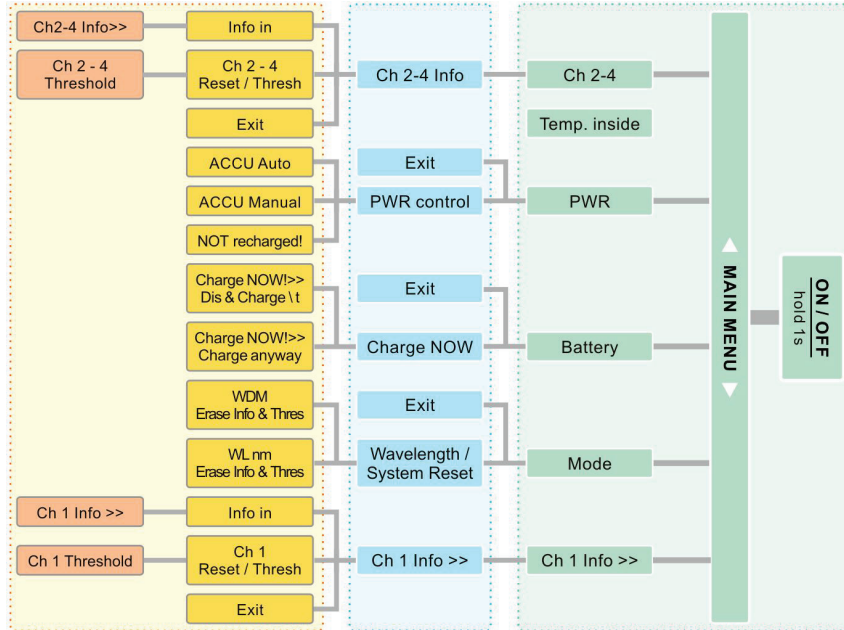 Ch2-4 Info>>
Info in
Ch 2 - 4
Threshold
Ch 2 - 4
Reset / Thresh
Ch 2-4 Info
Ch 2-4
Exit
Temp. inside
ACCU Auto
Exit
ACCU Manual
PWR control
PWR
NOT recharged!
Charge NOW!>>
Dis & Charge \ t
Exit
Charge NOW!>>
Charge anyway
Charge NOW
Battery
WDM
Erase Info & Thres
Exit
WL nm
Erase Info & Thres
Wavelength /
System Reset
Mode
Ch 1 Info >>
Info in
Ch 1 Threshold
Ch 1
Reset / Thresh
Ch 1 Info >>
Ch 1 Info >>
Exit
MAIN MENU
ON / OFF
hold 1s